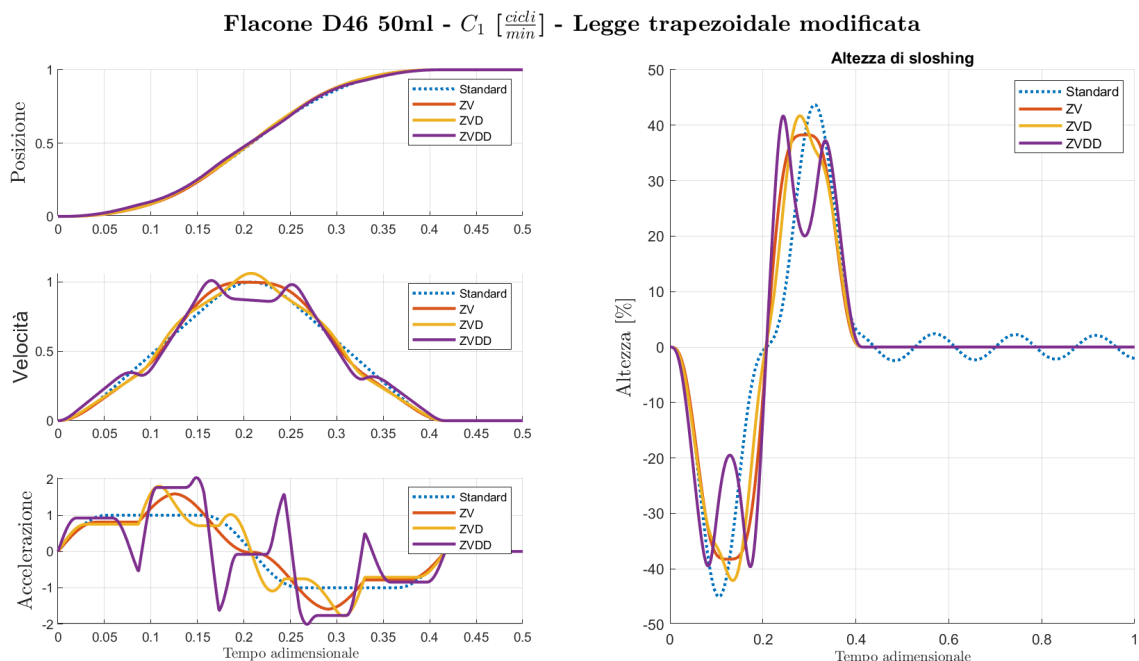 Flacone D46 50ml - C₁ [cicli/min] - Legge trapezoidale modificata
Posizione
1
0.5
0
0 0.05 0.1 0.15 0.2 0.25 0.3 0.35 0.4 0.45 0.5
Standard
ZV
ZVD
ZVDD
Velocità
1
0.5
0
0 0.05 0.1 0.15 0.2 0.25 0.3 0.35 0.4 0.45 0.5
Standard
ZV
ZVD
ZVDD
Accelerazione
2
1
0
-1
-2
0 0.05 0.1 0.15 0.2 0.25 0.3 0.35 0.4 0.45 0.5
Tempo adimensionale
Standard
ZV
ZVD
ZVDD
Altezza di sloshing
Altezza [%]
50
40
30
20
10
0
-10
-20
-30
-40
-50
0 0.2 0.4 0.6 0.8 1
Tempo adimensionale
Standard
ZV
ZVD
ZVDD